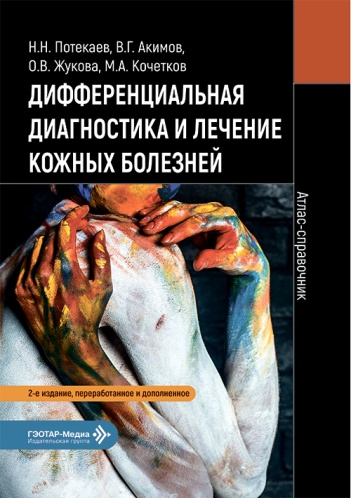 Н.Н. Потекаев, В.Г. Акимов,
О.В. Жукова, М.А. Кочетков
ДИФФЕРЕНЦИАЛЬНАЯ
ДИАГНОСТИКА И ЛЕЧЕНИЕ
КОЖНЫХ БОЛЕЗНЕЙ
Атлас-справочник
2-е издание, переработанное и дополненное
ГЭОТАР-Медиа
Издательская группа